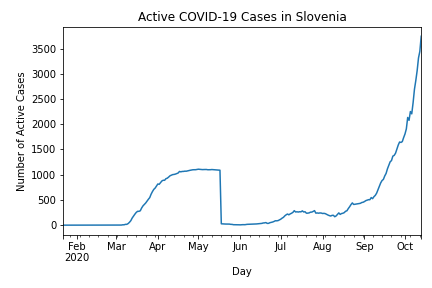 Active COVID-19 Cases in Slovenia
Number of Active Cases
3500
3000
2500
2000
1500
1000
500
0
Feb Mar Apr May Jun Jul Aug Sep Oct
2020
Day